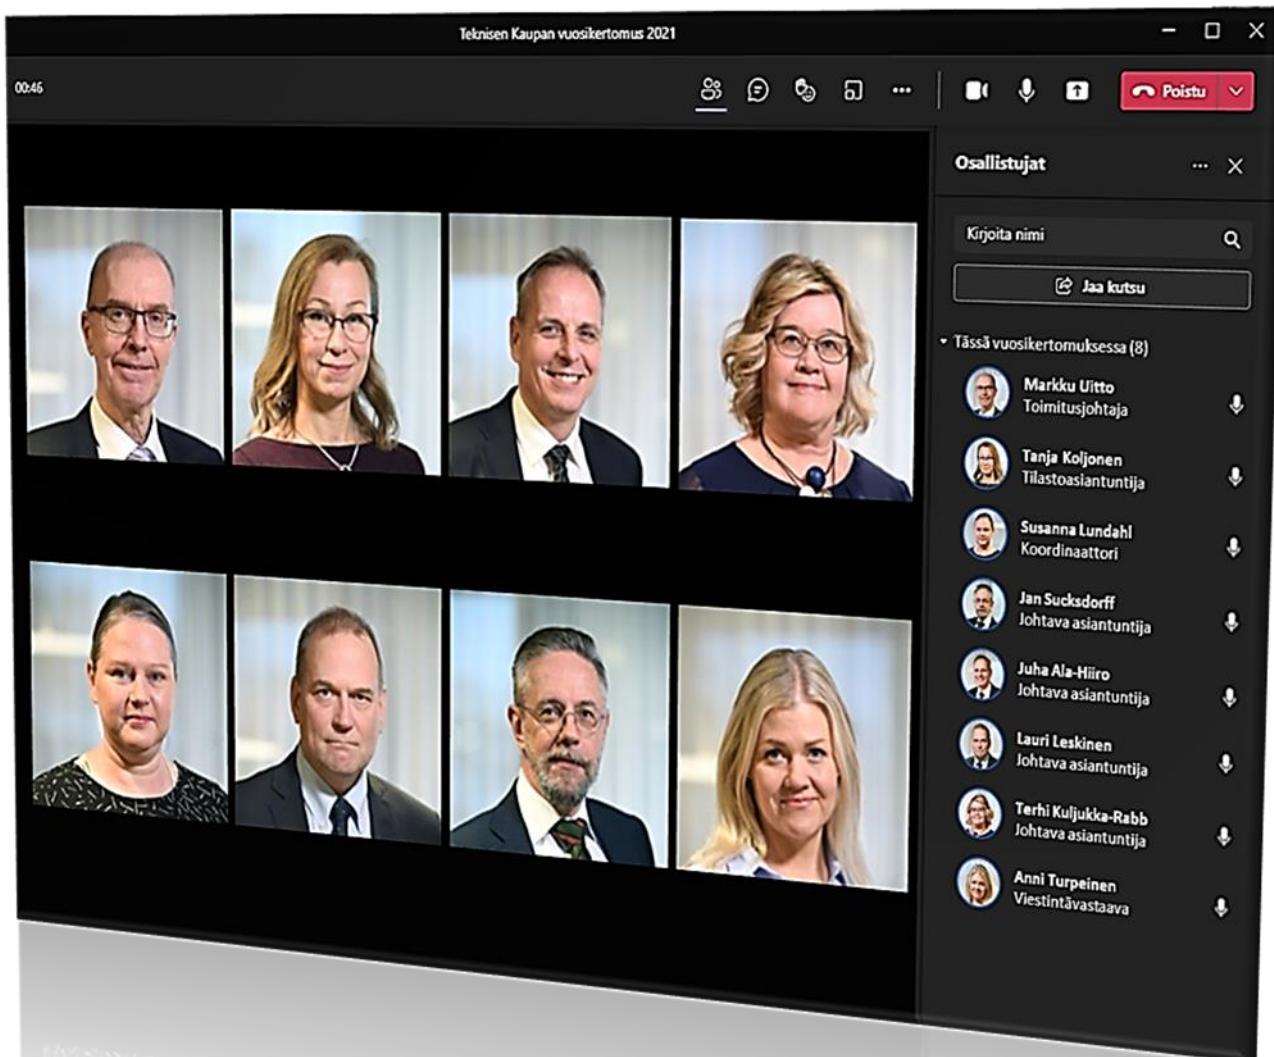 Teknisen Kaupan vuosikertomus 2021
00:46
Poistu
Osallistujat
Kirjoita nimi
Jaa kutsu
Tässä vuosikertomuksessa (8)
Markku Uitto
Toimitusjohtaja
Tanja Koljonen
Tilastoasiantuntija
Susanna Lundahl
Koordinaattori
Jan Sucksdorff
Johtava asiantuntija
Juha Ala-Hiiro
Johtava asiantuntija
Lauri Leskinen
Johtava asiantuntija
Terhi Kuljukka-Rabb
Johtava asiantuntija
Anni Turpeinen
Viestintävastaava